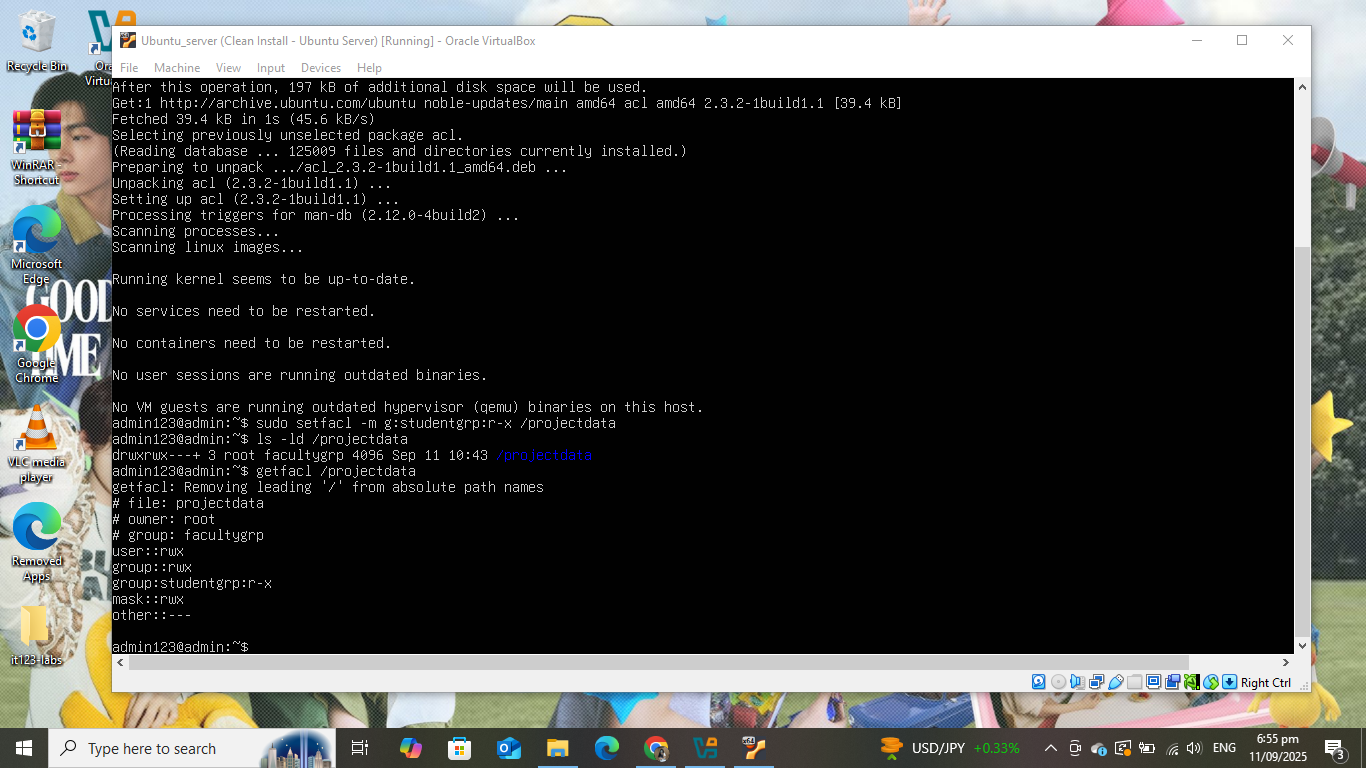 Recycle Bin
Ora
Virtua
WinRAR -
Shortcut
Microsoft
Edge
GOOD
TIME
Google
Chrome
VLC media
player
Removed
Apps
it123-labs
Ubuntu_server (Clean Install - Ubuntu Server) [Running] - Oracle VirtualBox
File Machine View Input Devices Help
After this operation, 197 kB of additional disk space will be used.
Get:1 http://archive.ubuntu.com/ubuntu noble-updates/main amd64 acl amd64 2.3.2-1build1.1 [39.4 kB]
Fetched 39.4 kB in 1s (45.6 kB/s)
Selecting previously unselected package acl.
(Reading database ... 125009 files and directories currently installed.)
Preparing to unpack .../acl_2.3.2-1build1.1_amd64.deb ...
Unpacking acl (2.3.2-1build1.1) ...
Setting up acl (2.3.2-1build1.1) ...
Processing triggers for man-db (2.12.0-4build2) ...
Scanning processes...
Scanning linux images...
Running kernel seems to be up-to-date.
No services need to be restarted.
No containers need to be restarted.
No user sessions are running outdated binaries.
No VM guests are running outdated hypervisor (qemu) binaries on this host.
admin123@admin:~$ sudo setfacl -m g:studentgrp:r-x /projectdata
admin123@admin:~$ ls -ld /projectdata
drwxrwx---+ 3 root facultygrp 4096 Sep 11 10:43 /projectdata
admin123@admin:~$ getfacl /projectdata
getfacl: Removing leading '/' from absolute path names
# file: projectdata
# owner: root
# group: facultygrp
user::rwx
group::rwx
group:studentgrp:r-x
mask::rwx
other::---
admin123@admin:~$
Right Ctrl
Type here to search
USD/JPY +0.33%
ENG
6:55 pm
11/09/2025
3